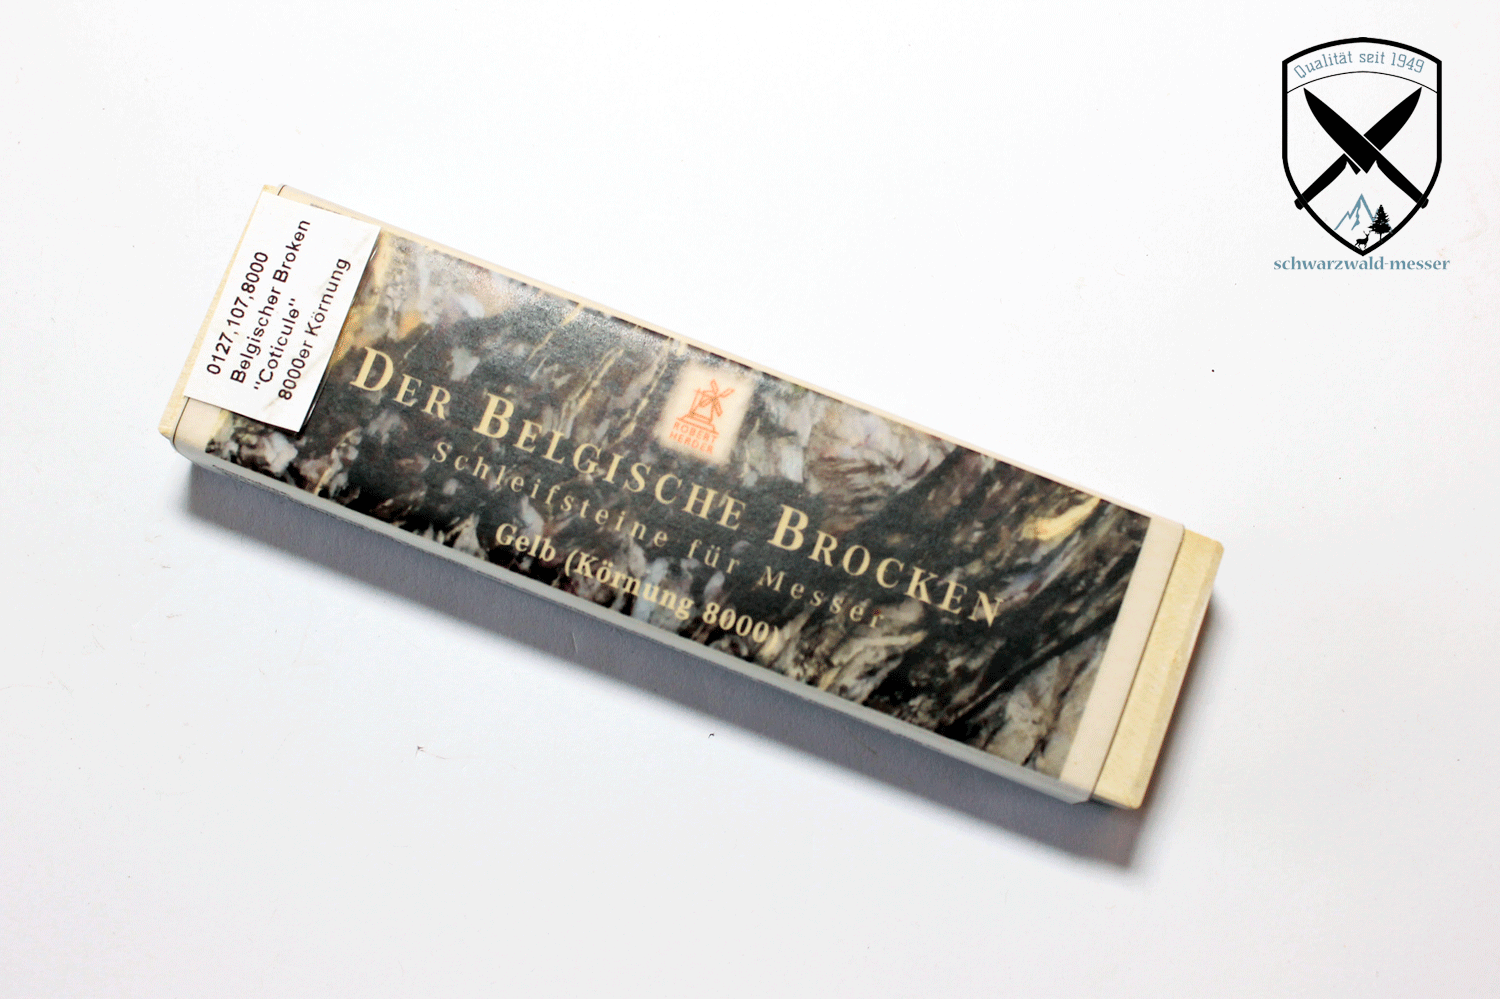 Qualität seit 1949
schwarzwald-messer
0127,107,8000
Belgischer Broken
"Coticule"
8000er Körnung
ROBERT
HERDER
DER BELGISCHE BROCKEN
Schleifsteine für Messer
Gelb (Körnung 8000)